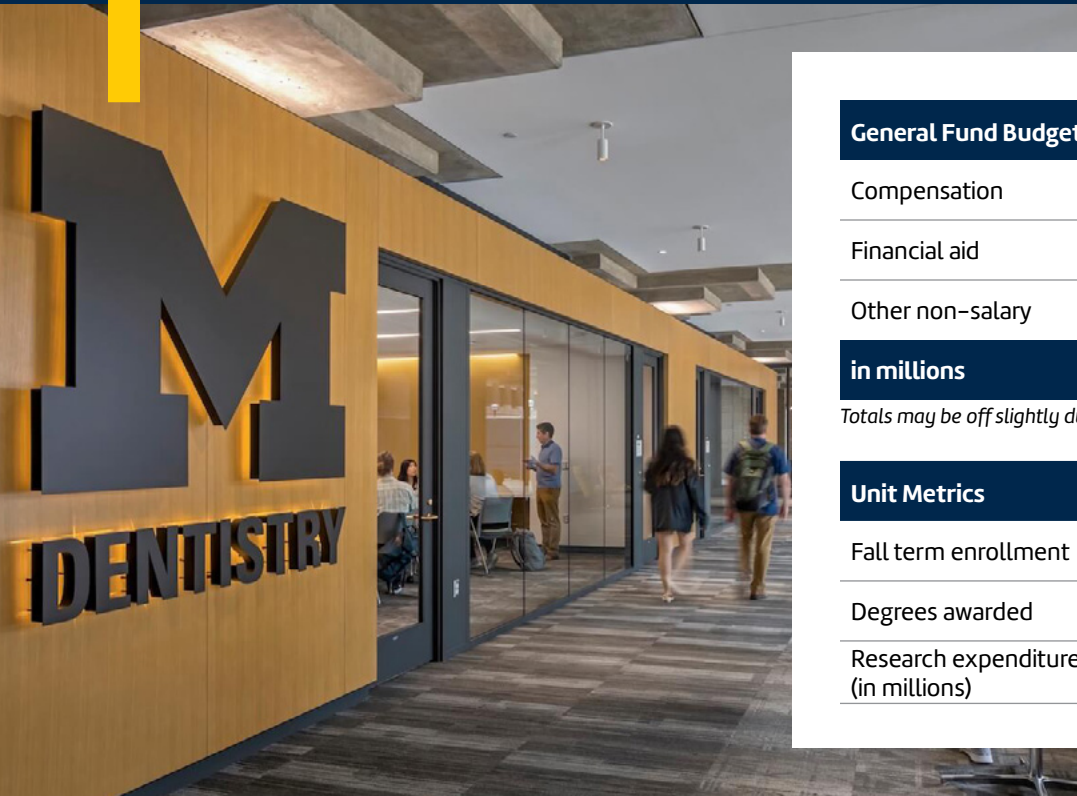 M
DENTISTRY
General Fund Budget
Compensation
Financial aid
Other non-salary
in millions
Totals may be off slightly
Unit Metrics
Fall term enrollment
Degrees awarded
Research expenditure
(in millions)